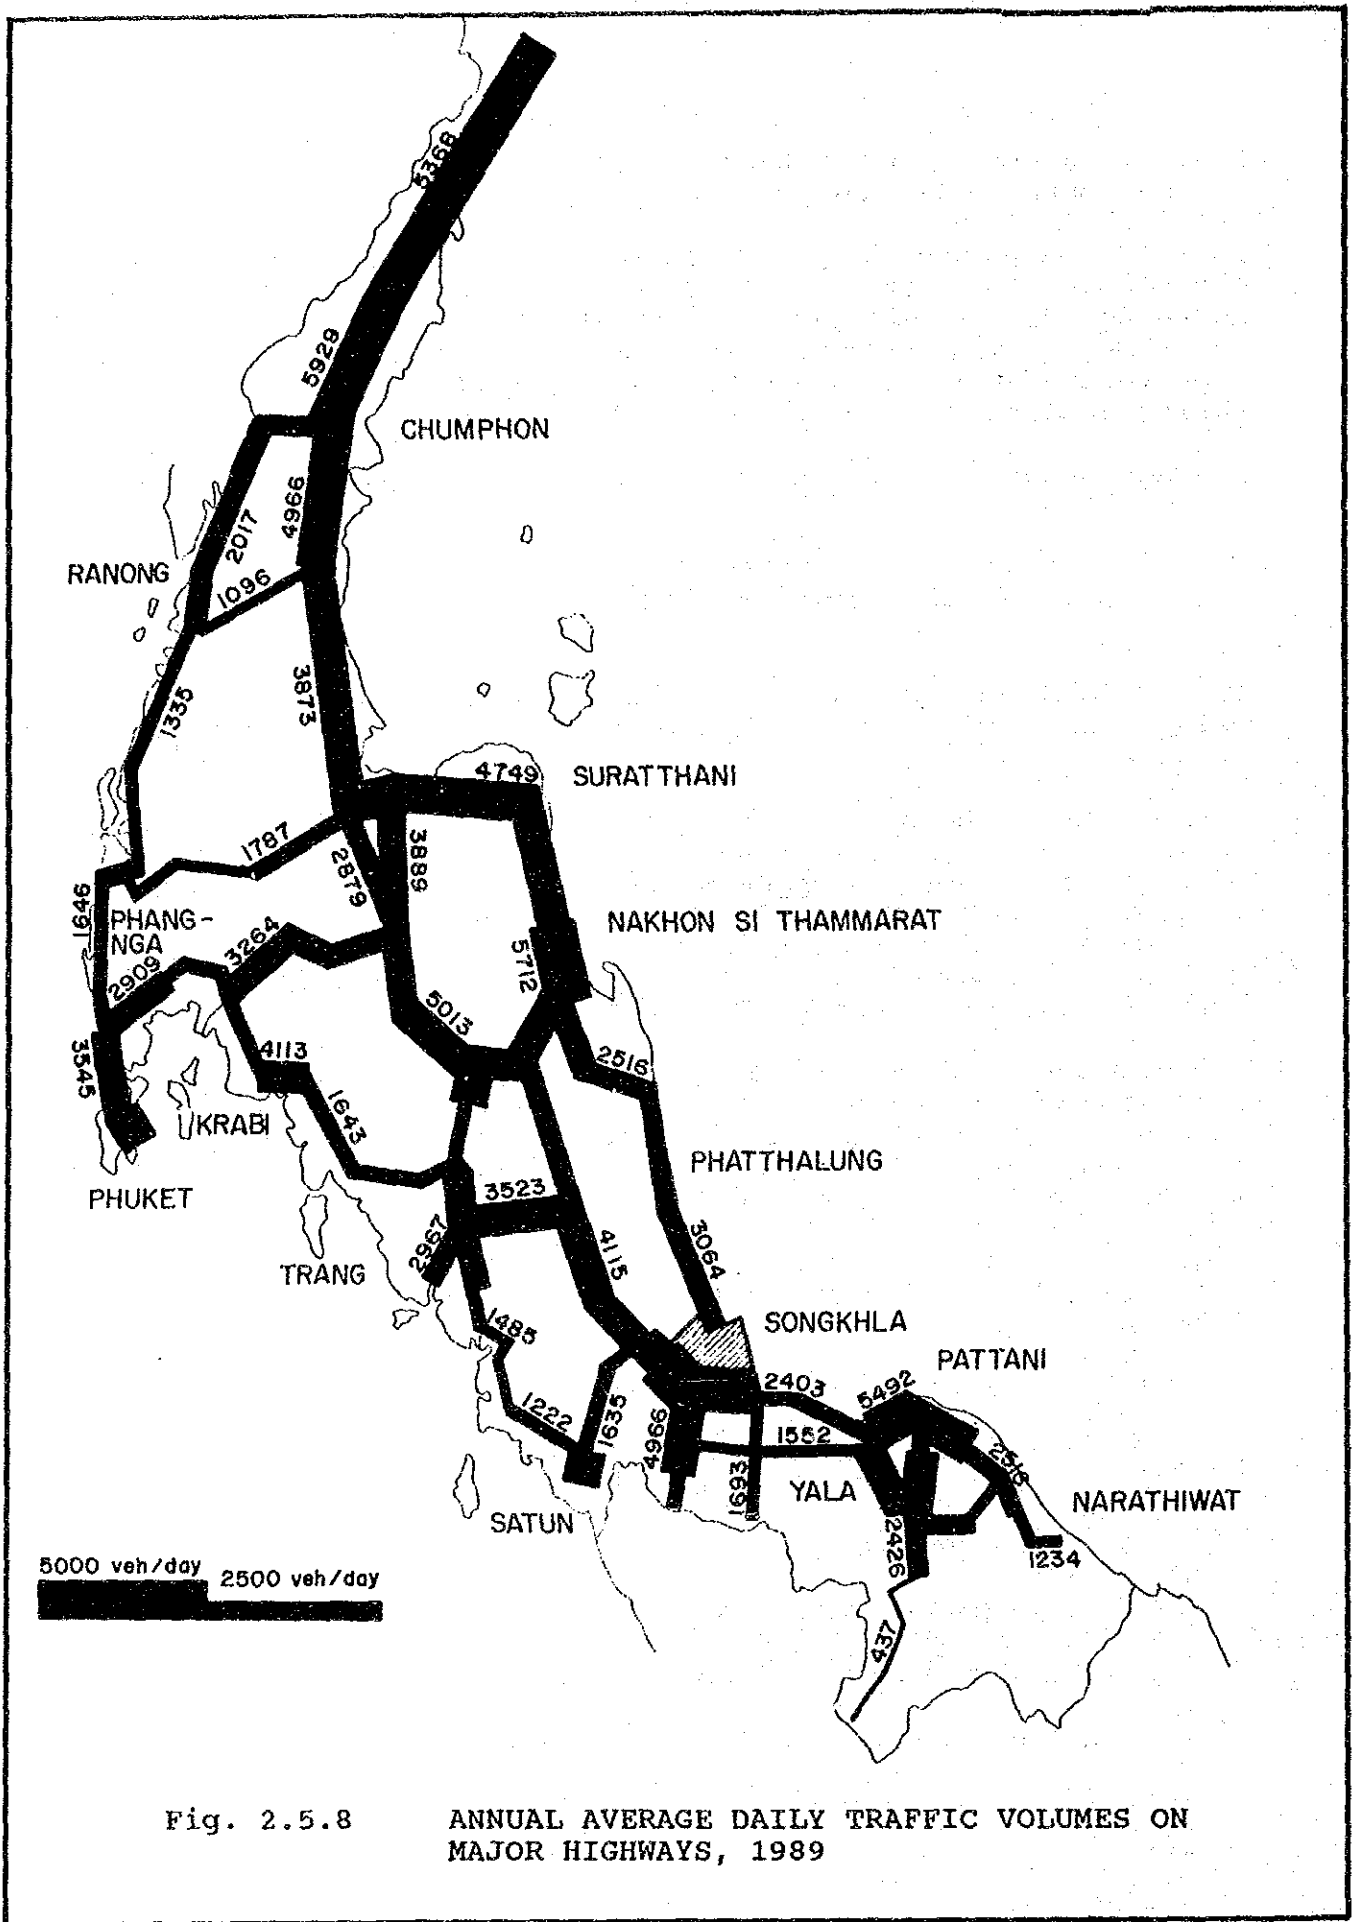 5368
5929
CHUMPHON
4966
2017
RANONG
1096
3873
1335
4749
SURATTHANI
1787
2879
3889
1946
PHANG-
NGA
NAKHON SI THAMMARAT
3264
5712
2909
5013
3545
4113
2516
1643
KRABI
PHATTHALUNG
PHUKET
3523
2967
4115
3064
TRANG
1485
SONGKHLA
PATTANI
2403
5492
1222
1635
4966
1552
1693
YALA
2516
NARATHIWAT
SATUN
2426
1234
5000 veh/day
2500 veh/day
437
Fig. 2.5.8 ANNUAL AVERAGE DAILY TRAFFIC VOLUMES ON
MAJOR HIGHWAYS, 1989